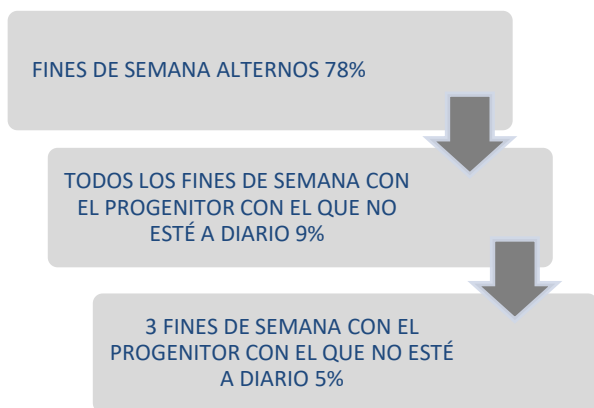 FINES DE SEMANA ALTERNOS 78%
TODOS LOS FINES DE SEMANA CON
EL PROGENITOR CON EL QUE NO
ESTÉ A DIARIO 9%
3 FINES DE SEMANA CON EL
PROGENITOR CON EL QUE NO ESTÉ
A DIARIO 5%